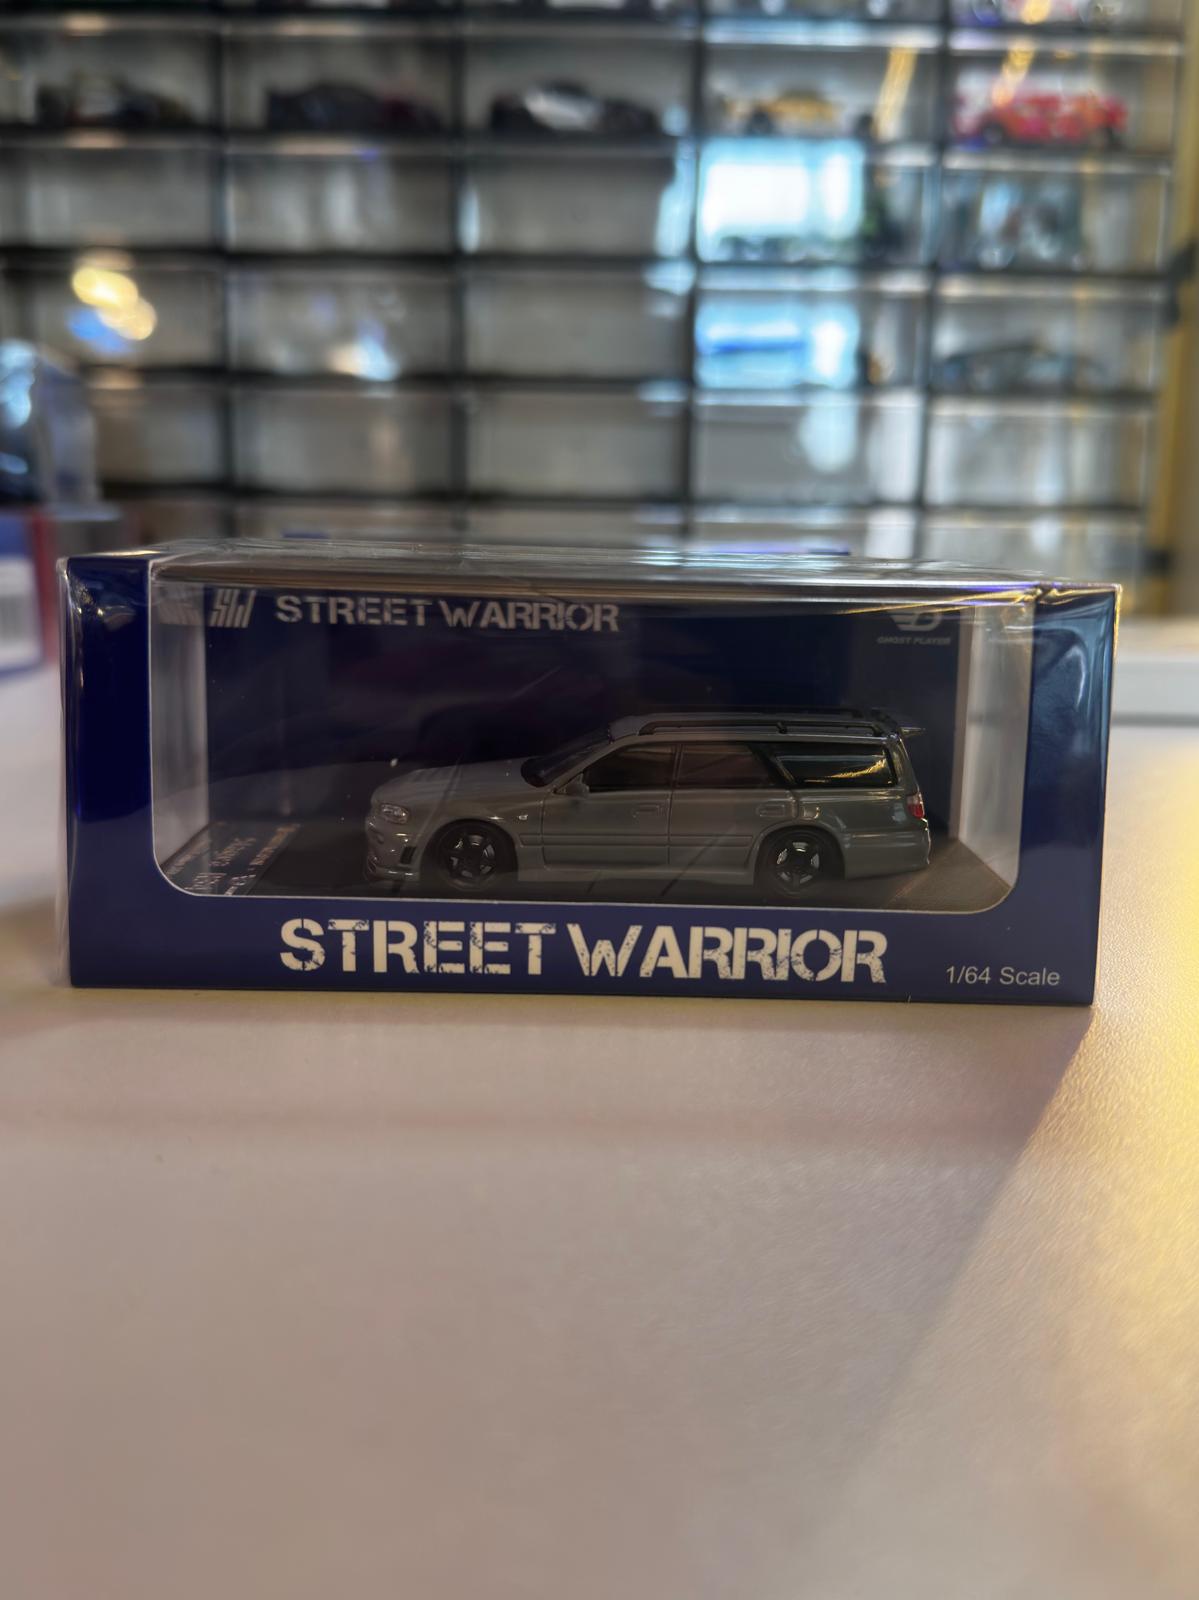 SW STREET WARRIOR
GHOST PLAYER
STREET WARRIOR
1/64 Scale